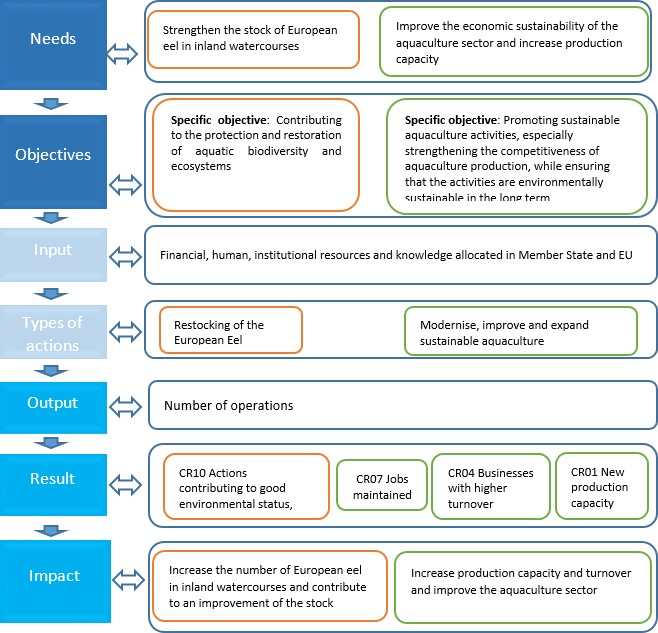 Needs
Strengthen the stock of European
eel in inland watercourses
Improve the economic sustainability of the
aquaculture sector and increase production
capacity
Objectives
Specific objective: Contributing
to the protection and restoration
of aquatic biodiversity and
ecosystems
Specific objective: Promoting sustainable
aquaculture activities, especially
strengthening the competitiveness of
aquaculture production, while ensuring
that the activities are environmentally
sustainable in the long term
Input
Financial, human, institutional resources and knowledge allocated in Member State and EU
Types of
actions
Restocking of the
European Eel
Modernise, improve and expand
sustainable aquaculture
Output
Number of operations
Result
CR10 Actions
contributing to good
environmental status,
CR07 Jobs
maintained
CR04 Businesses
with higher
turnover
CR01 New
production
capacity
Impact
Increase the number of European eel
in inland watercourses and contribute
to an improvement of the stock
Increase production capacity and turnover
and improve the aquaculture sector